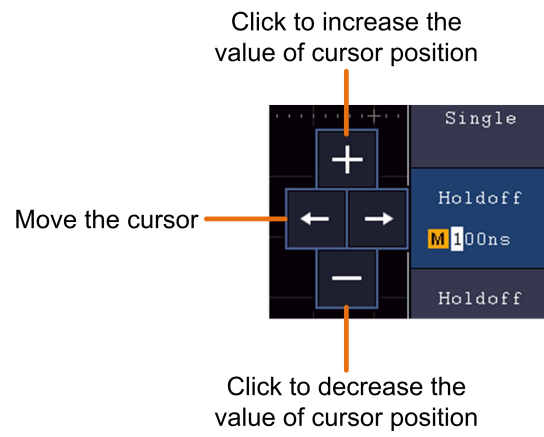 Click to increase the
value of cursor position
Single
+
Holdoff
Move the cursor
← →
M 100ns
−
Holdoff
Click to decrease the
value of cursor position